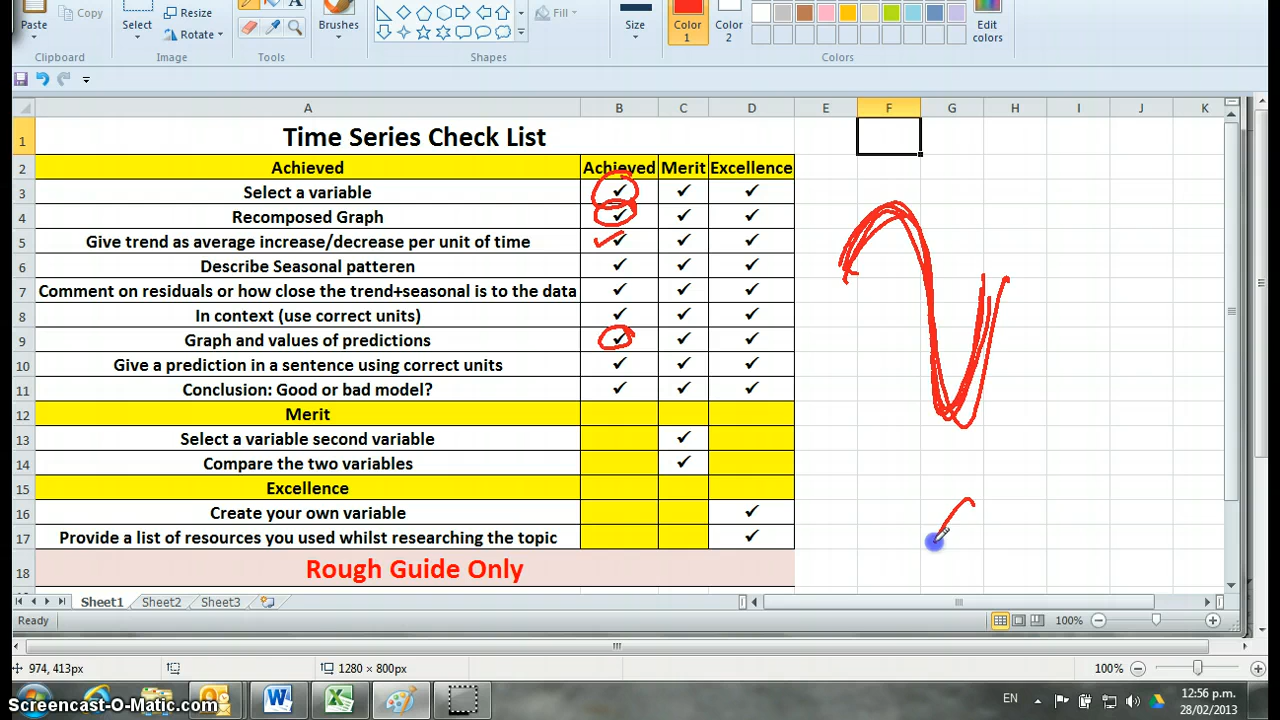 Paste
Copy
Select
Resize
Rotate
Brushes
Fill
Size
Color 1
Color 2
Edit colors
Clipboard
Image
Tools
Shapes
Colors
A B C D E F G H I J K
1 Time Series Check List
2 Achieved Achieved Merit Excellence
3 Select a variable ✓ ✓ ✓
4 Recomposed Graph ✓ ✓ ✓
5 Give trend as average increase/decrease per unit of time ✓ ✓ ✓
6 Describe Seasonal patteren ✓ ✓ ✓
7 Comment on residuals or how close the trend+seasonal is to the data ✓ ✓ ✓
8 In context (use correct units) ✓ ✓ ✓
9 Graph and values of predictions ✓ ✓ ✓
10 Give a prediction in a sentence using correct units ✓ ✓ ✓
11 Conclusion: Good or bad model? ✓ ✓ ✓
12 Merit
13 Select a variable second variable ✓
14 Compare the two variables ✓
15 Excellence
16 Create your own variable ✓
17 Provide a list of resources you used whilst researching the topic ✓
18 Rough Guide Only
Sheet1 Sheet2 Sheet3
Ready 100%
974, 413px 1280 × 800px 100%
Screencast-O-Matic.com
EN 12:56 p.m.
28/02/2013